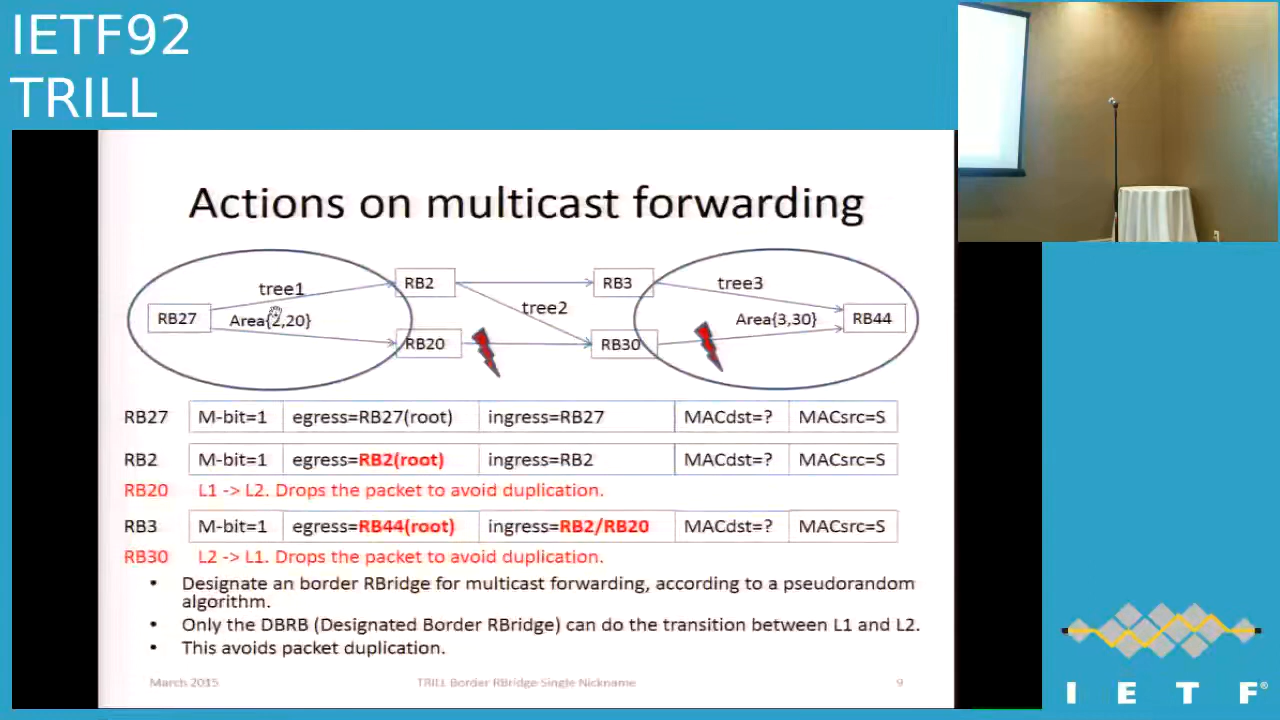 IETF92
TRILL
Actions on multicast forwarding
RB27
tree1
Area{2,20}
RB2
RB20
tree2
RB3
RB30
tree3
Area{3,30}
RB44
RB27 M-bit=1 egress=RB27(root) ingress=RB27 MACdst=? MACsrc=S
RB2 M-bit=1 egress=RB2(root) ingress=RB2 MACdst=? MACsrc=S
RB20 L1 -> L2. Drops the packet to avoid duplication.
RB3 M-bit=1 egress=RB44(root) ingress=RB2/RB20 MACdst=? MACsrc=S
RB30 L2 -> L1. Drops the packet to avoid duplication.
• Designate an border RBridge for multicast forwarding, according to a pseudorandom
algorithm.
• Only the DBRB (Designated Border RBridge) can do the transition between L1 and L2.
• This avoids packet duplication.
March 2015 TRILL Border RBridge Single Nickname 9
I E T F®